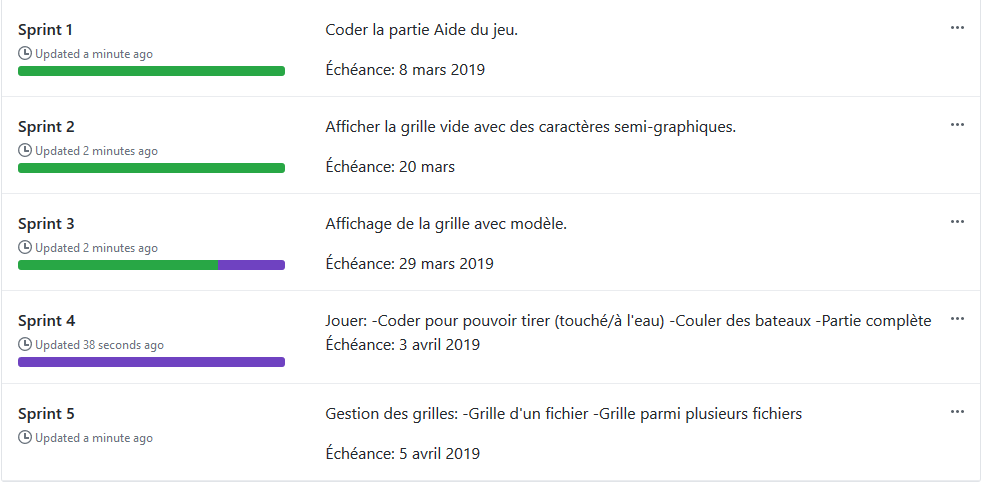 Sprint 1
Updated a minute ago
Coder la partie Aide du jeu.
Échéance: 8 mars 2019
Sprint 2
Updated 2 minutes ago
Afficher la grille vide avec des caractères semi-graphiques.
Échéance: 20 mars
Sprint 3
Updated 2 minutes ago
Affichage de la grille avec modèle.
Échéance: 29 mars 2019
Sprint 4
Updated 38 seconds ago
Jouer: -Coder pour pouvoir tirer (touché/à l'eau) -Couler des bateaux -Partie complète
Échéance: 3 avril 2019
Sprint 5
Updated a minute ago
Gestion des grilles: -Grille d'un fichier -Grille parmi plusieurs fichiers
Échéance: 5 avril 2019